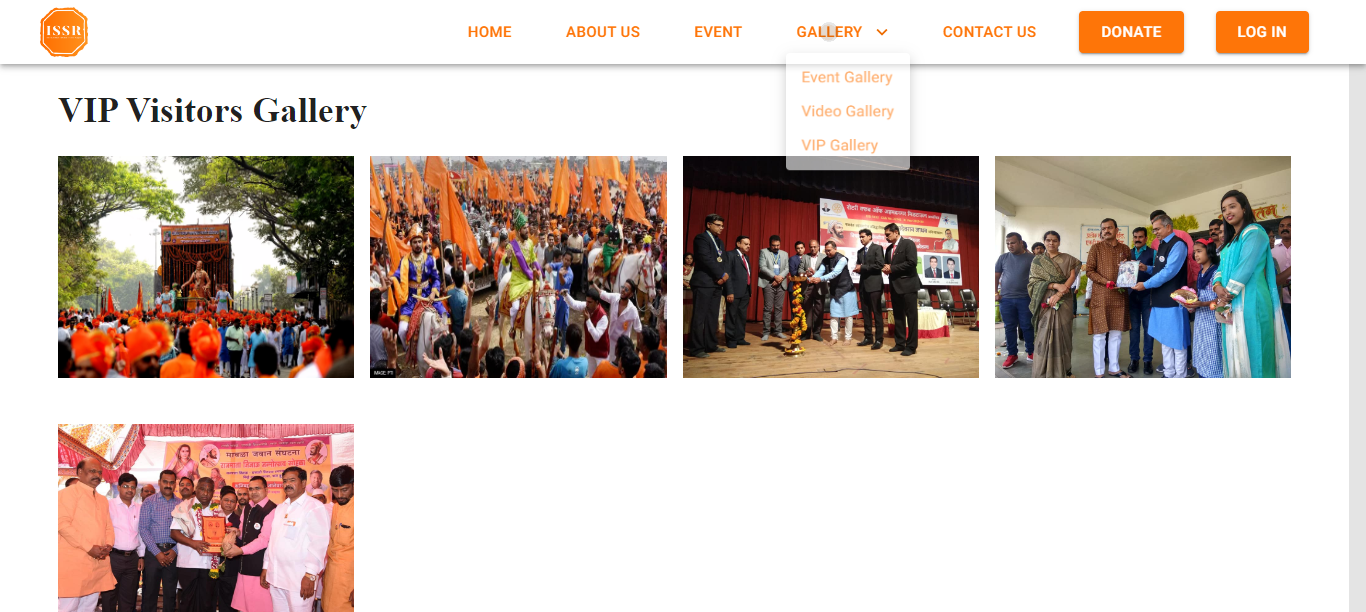 ISSR
HOME
ABOUT US
EVENT
GALLERY
CONTACT US
DONATE
LOG IN
Event Gallery
Video Gallery
VIP Gallery
VIP Visitors Gallery
मावळा जवान संघटना